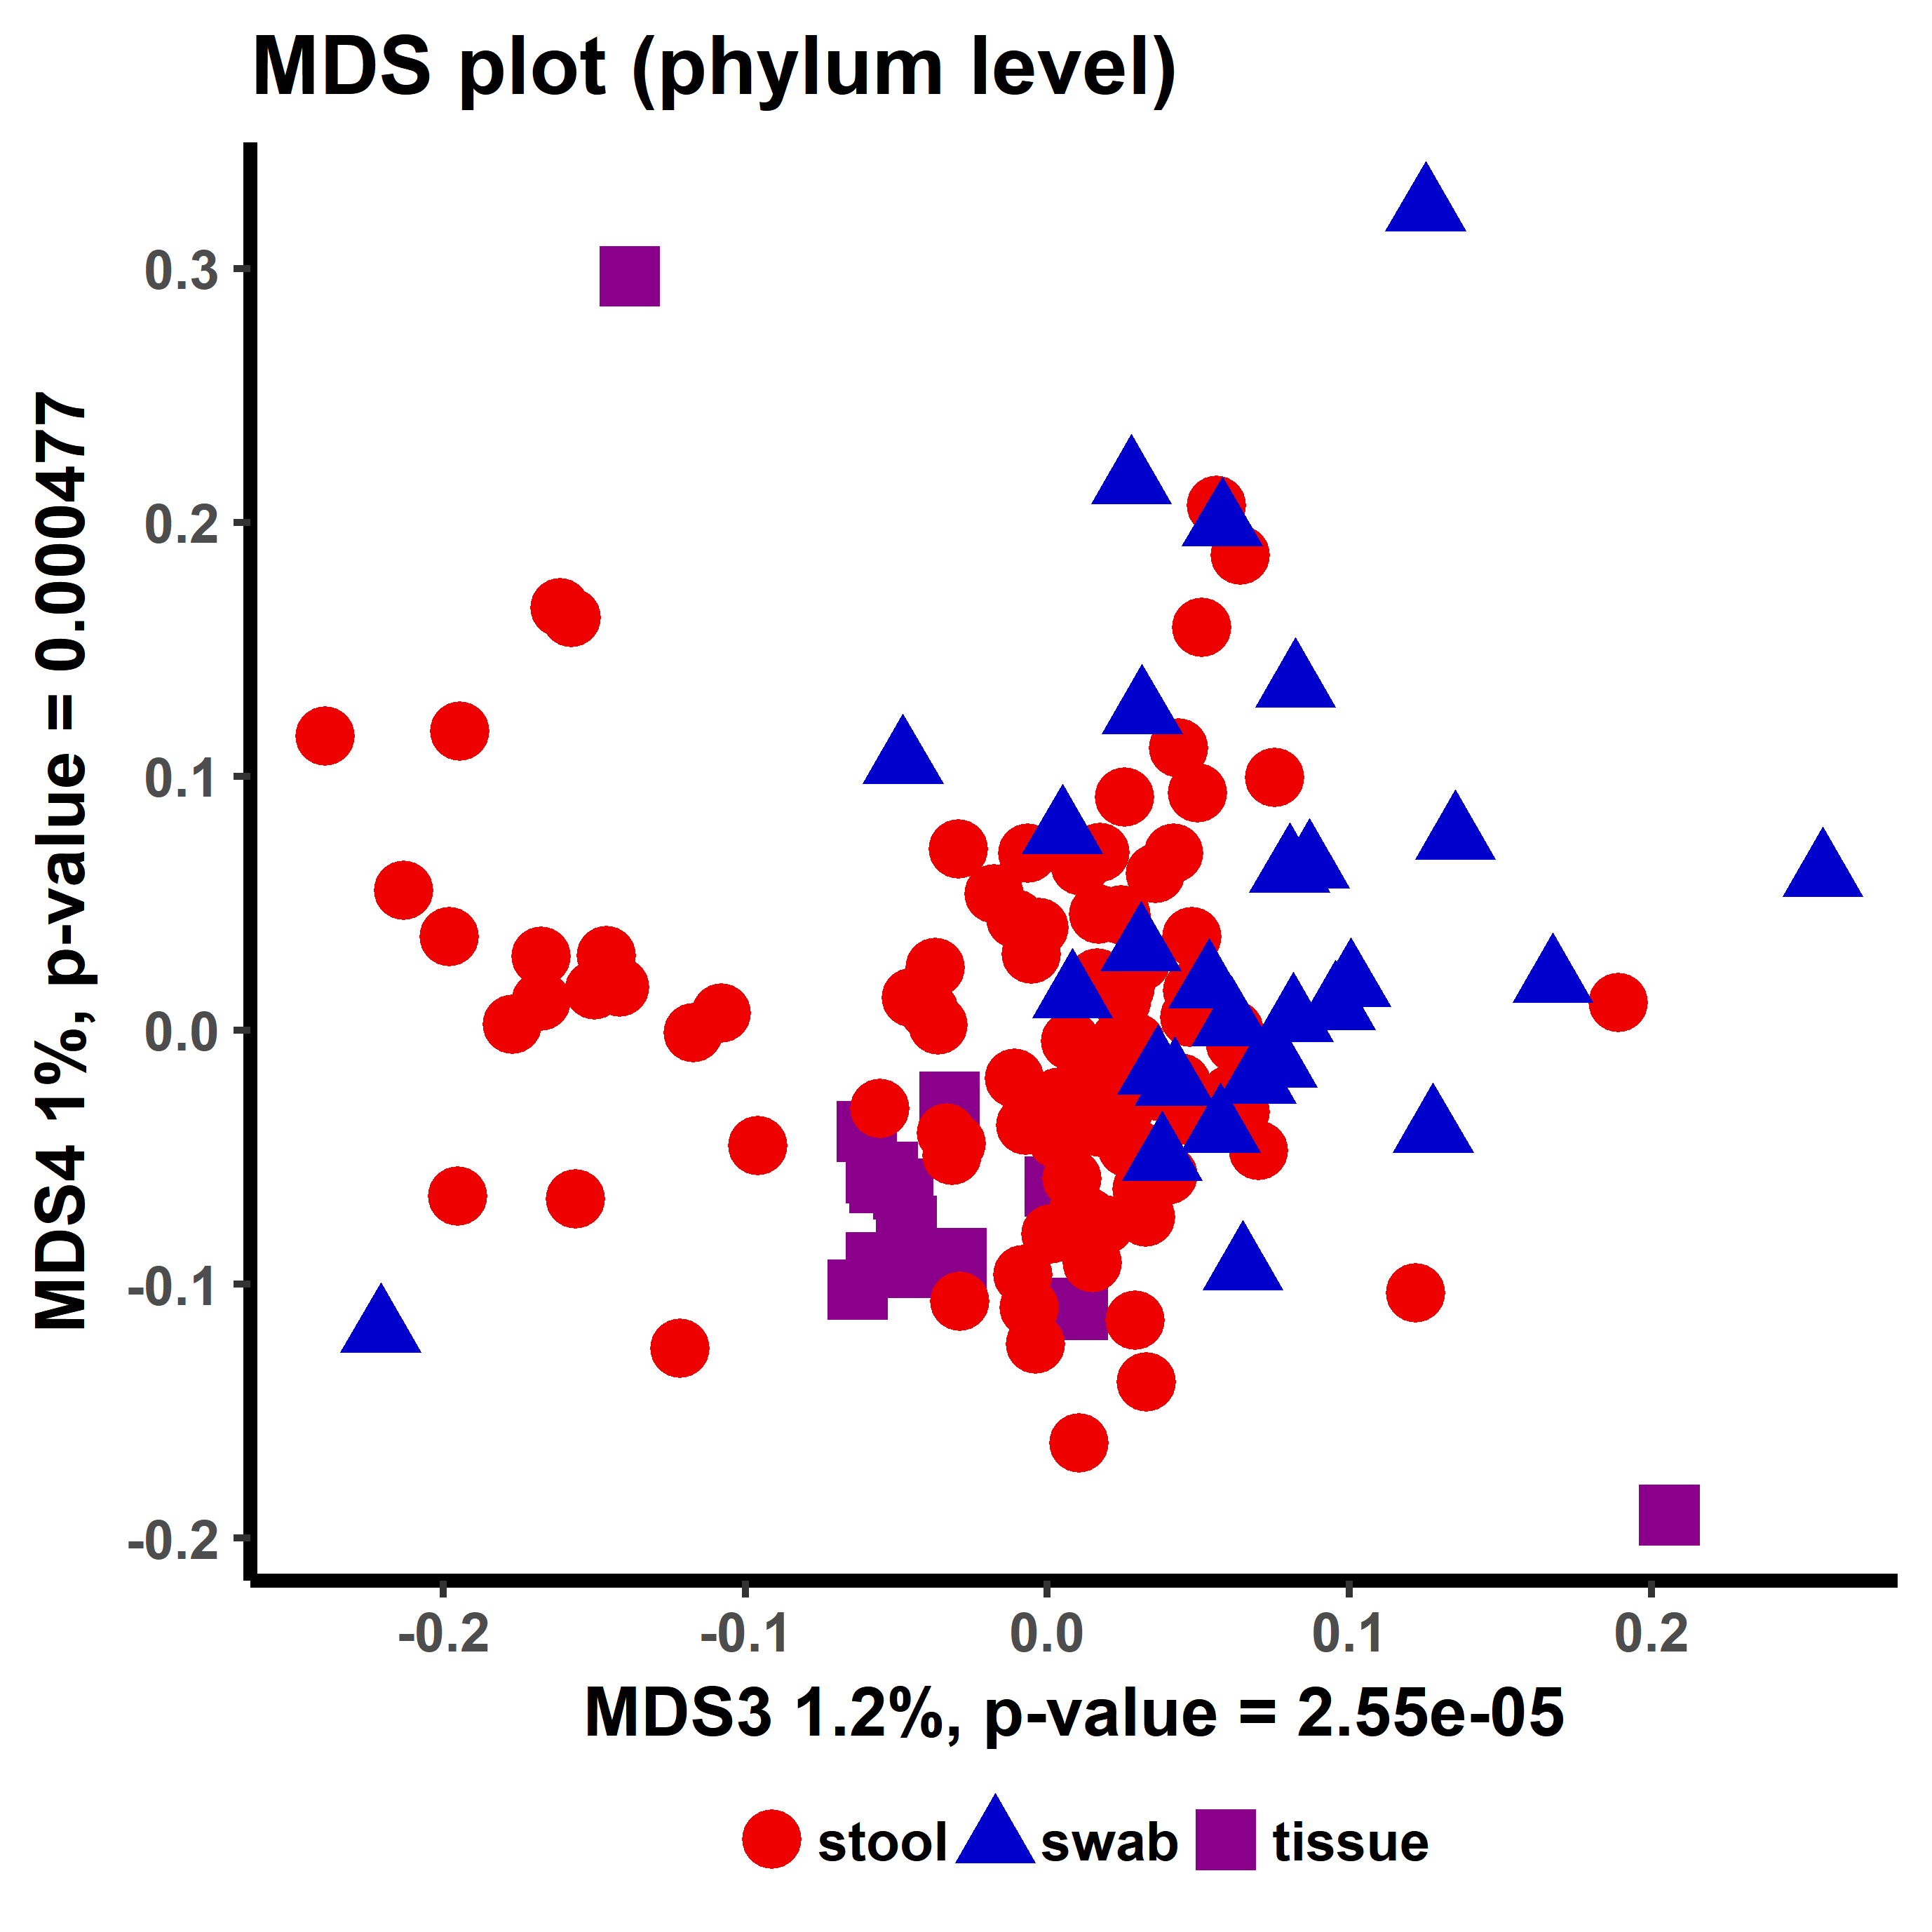 MDS plot (phylum level)
MDS4 1%, p-value = 0.000477
0.3
0.2
0.1
0.0
-0.1
-0.2
-0.2 -0.1 0.0 0.1 0.2
MDS3 1.2%, p-value = 2.55e-05
stool swab tissue